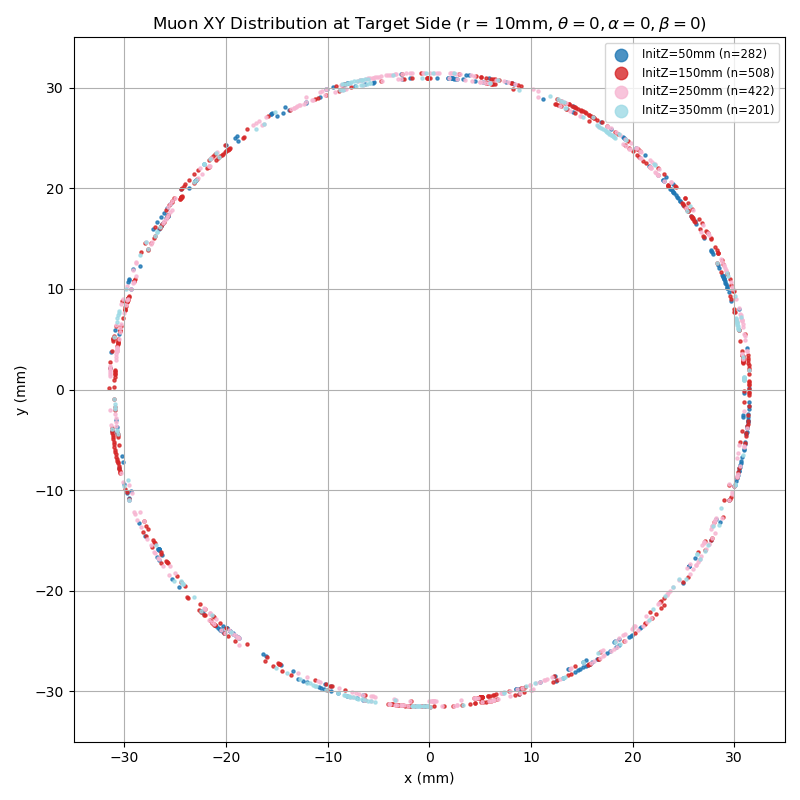 Muon XY Distribution at Target Side (r = 10mm, θ = 0, α = 0, β = 0)
InitZ=50mm (n=282)
InitZ=150mm (n=508)
InitZ=250mm (n=422)
InitZ=350mm (n=201)
30
20
10
0
−10
−20
−30
y (mm)
−30 −20 −10 0 10 20 30
x (mm)